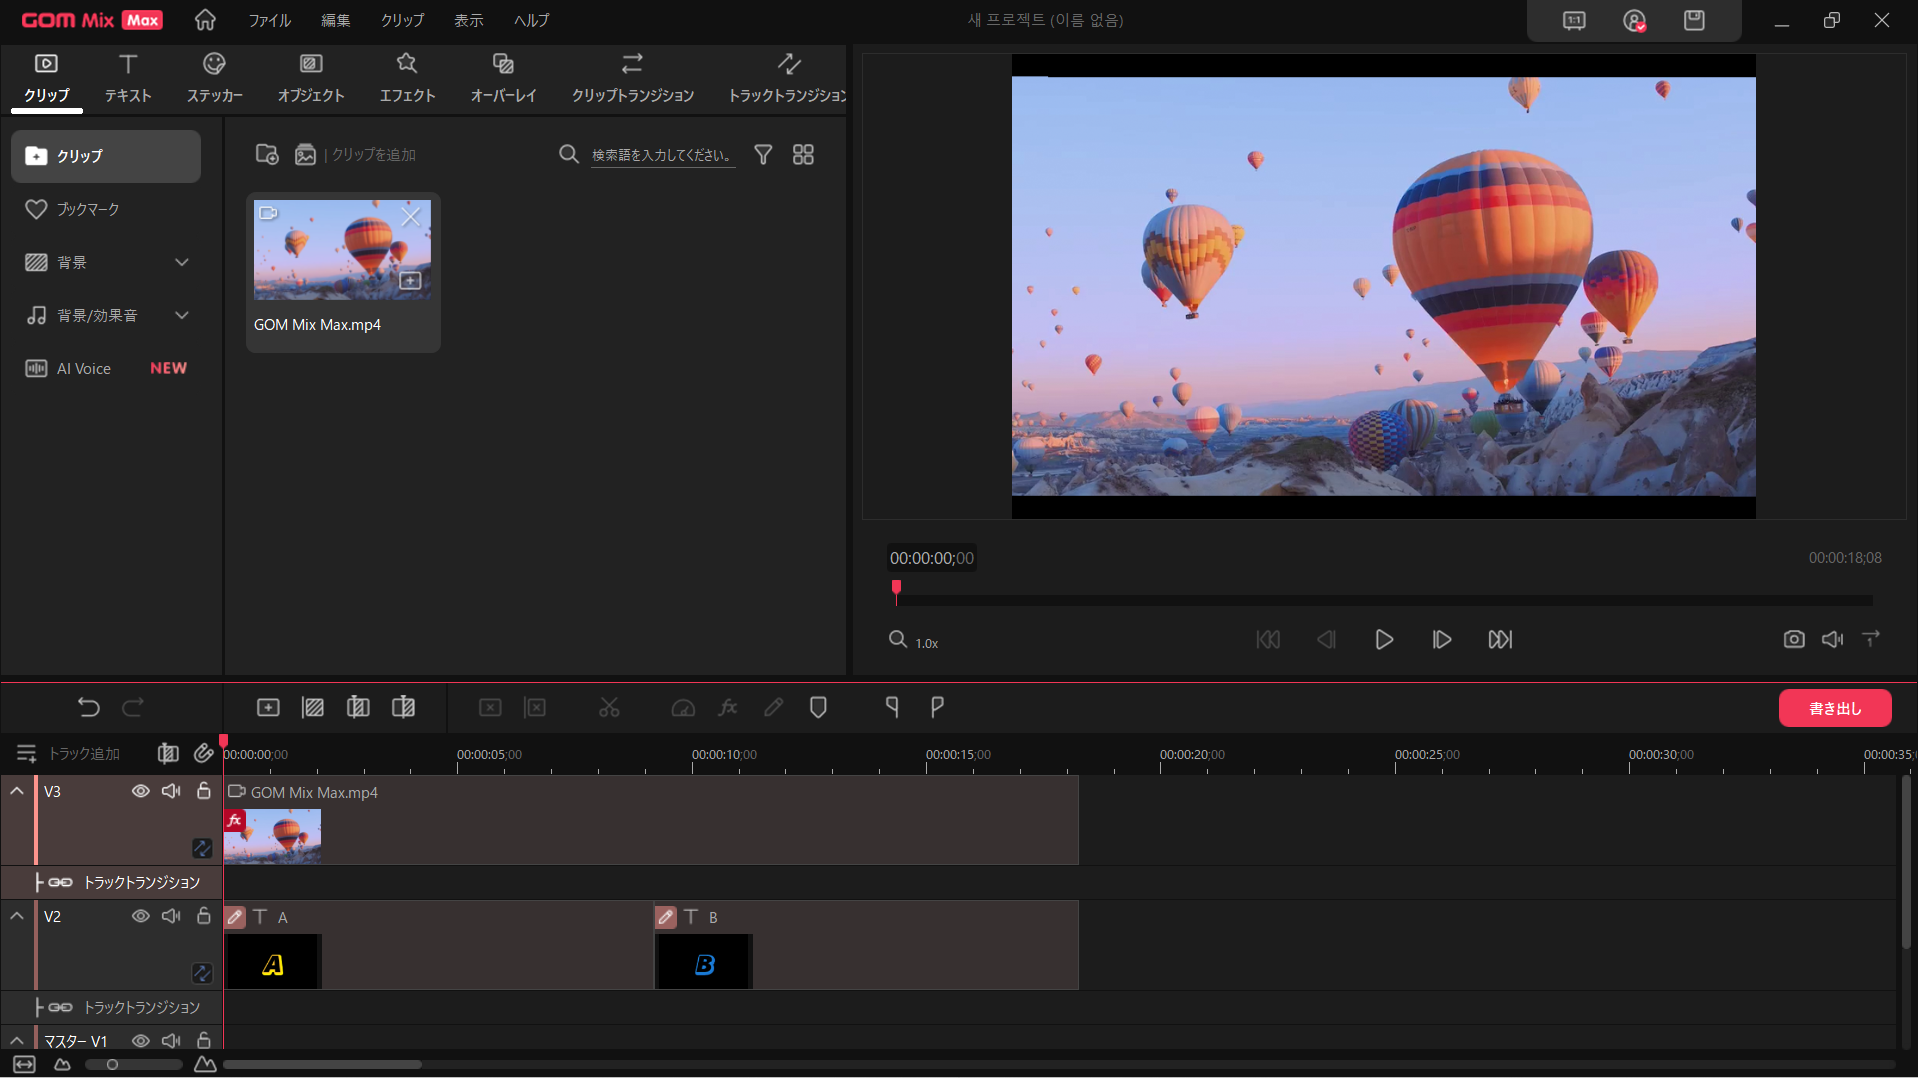 GOM Mix Max
ファイル 編集 クリップ 表示 ヘルプ
새 프로젝트 (이름 없음)
1:1
クリップ テキスト ステッカー オブジェクト エフェクト オーバーレイ クリップトランジション トラックトランジション
クリップ
ブックマーク
背景
背景/効果音
AI Voice NEW
| クリップを追加
検索語を入力してください。
GOM Mix Max.mp4
00:00:00;00
00:00:18;08
1.0x
書き出し
トラック追加
00:00:00;00 00:00:05;00 00:00:10;00 00:00:15;00 00:00:20;00 00:00:25;00 00:00:30;00 00:00:35;
V3
GOM Mix Max.mp4
fx
トラックトランジション
V2
T A
T B
A
B
トラックトランジション
マスター V1